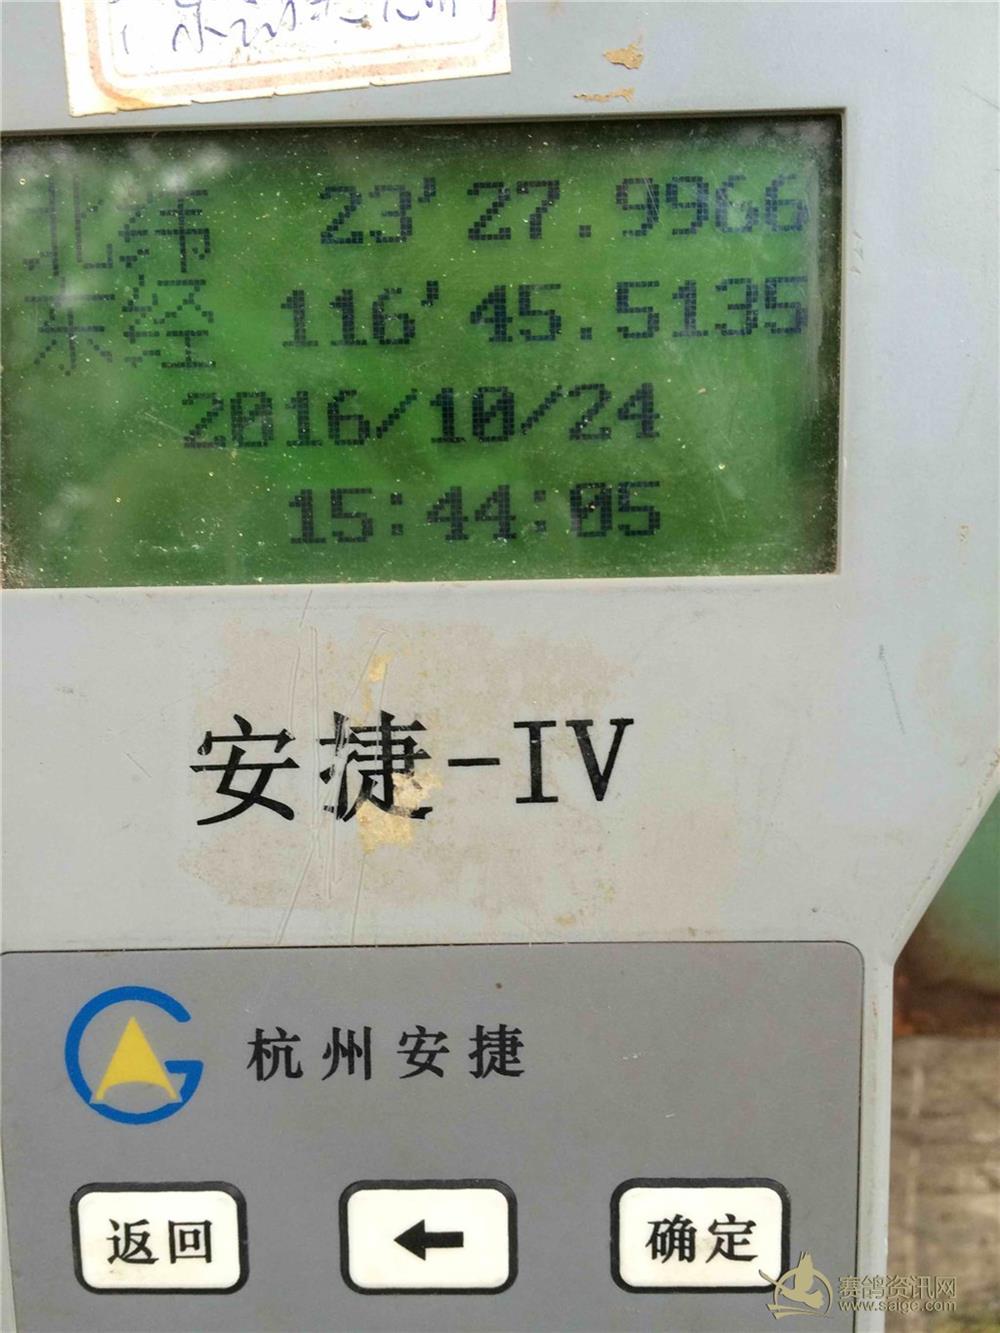 北纬 23'27.9966
东经 116'45.5135
2016/10/24
15:44:05
安捷-IV
杭州安捷
返回
←
确定
赛鸽资讯网
www.saige.com